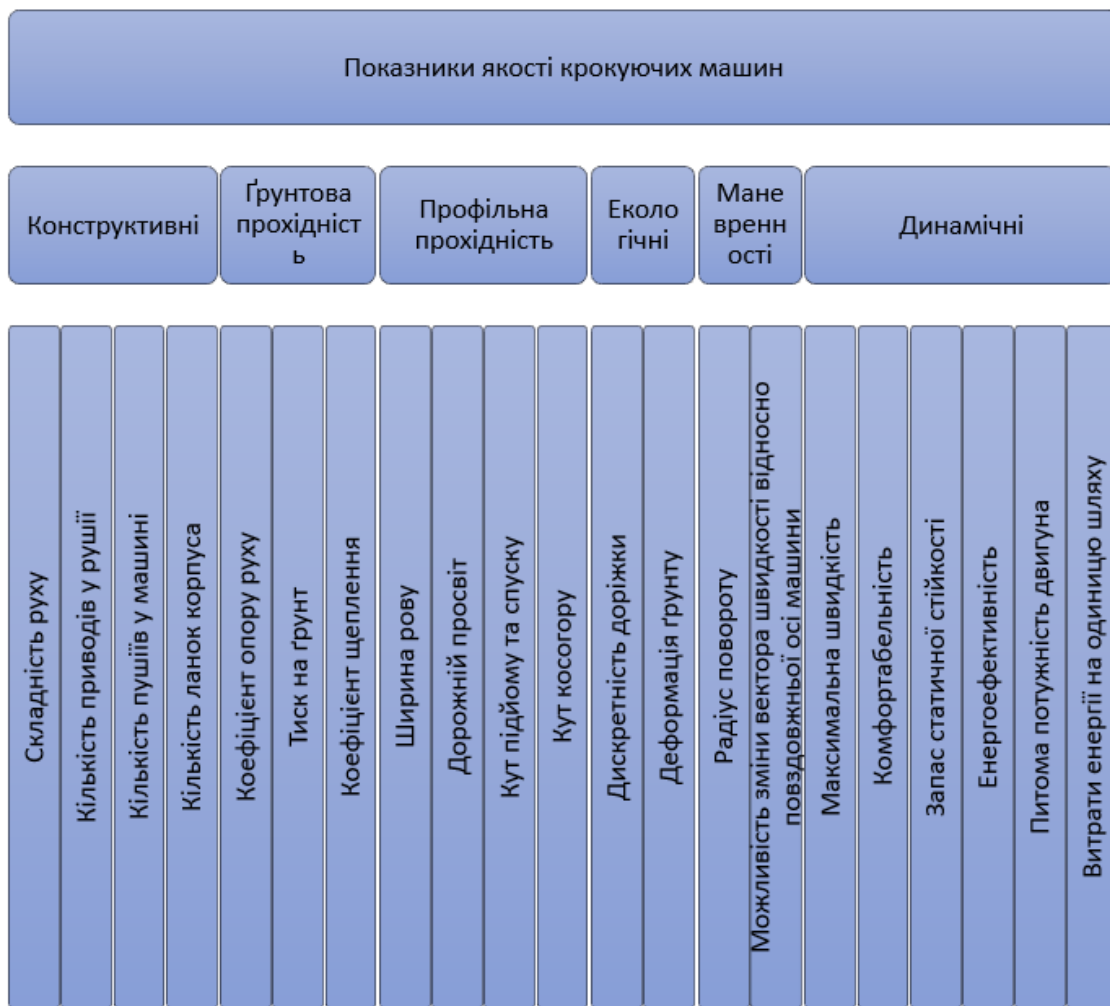 Показники якості крокуючих машин
Конструктивні
Ґрунтова
прохідніст
ь
Профільна
прохідність
Еколо
гічні
Мане
вренн
ості
Динамічні
Складність руху
Кількість приводів у рушії
Кількість пушіїв у машині
Кількість ланок корпуса
Коефіцієнт опору руху
Тиск на ґрунт
Коефіцієнт щеплення
Ширина рову
Дорожній просвіт
Кут підйому та спуску
Кут косогору
Дискретність доріжки
Деформація ґрунту
Радіус повороту
Можливість зміни вектора швидкості відносно
повздовжньої осі машини
Максимальна швидкість
Комфортабельність
Запас статичної стійкості
Енергоефективність
Питома потужність двигуна
Витрати енергії на одиницю шляху